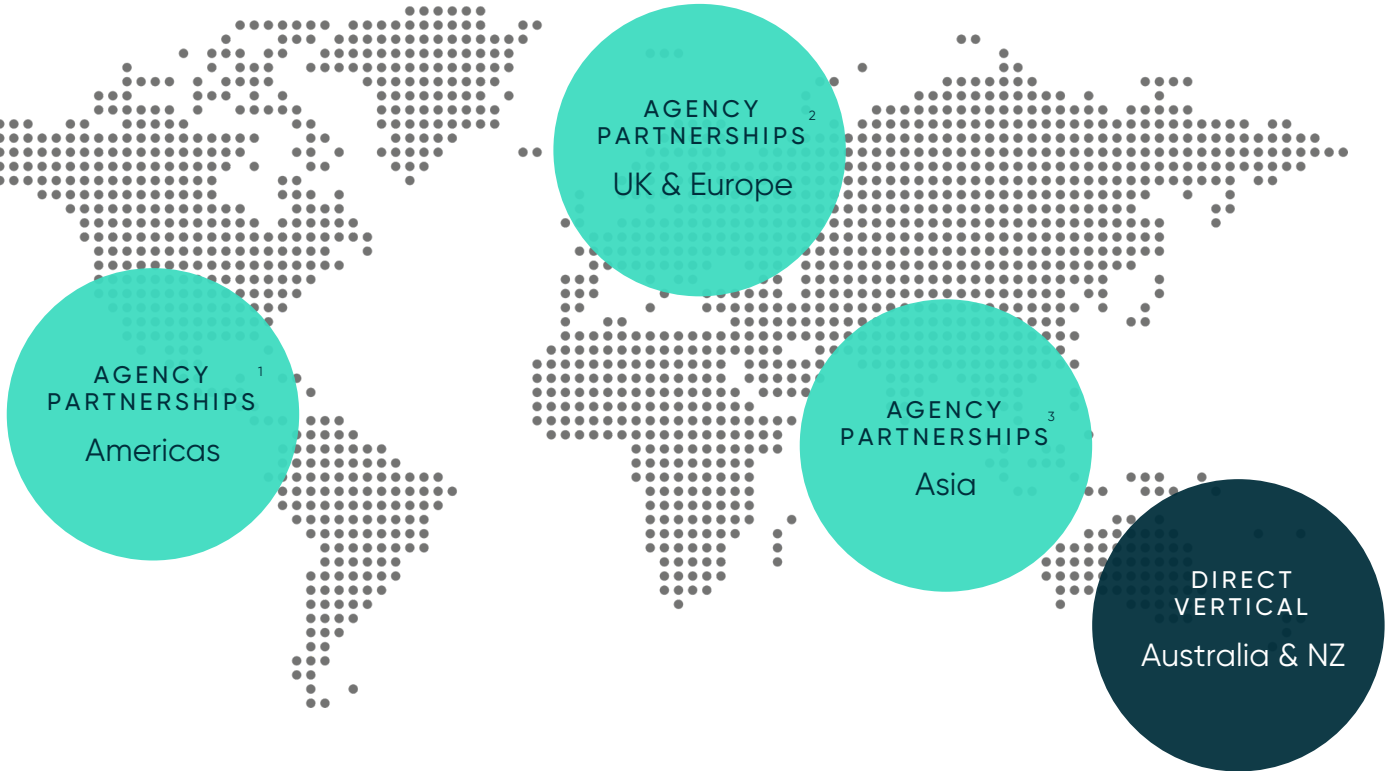 AGENCY
PARTNERSHIPS 2
UK & Europe
AGENCY 1
PARTNERSHIPS
Americas
AGENCY
PARTNERSHIPS 3
Asia
DIRECT
VERTICAL
Australia & NZ